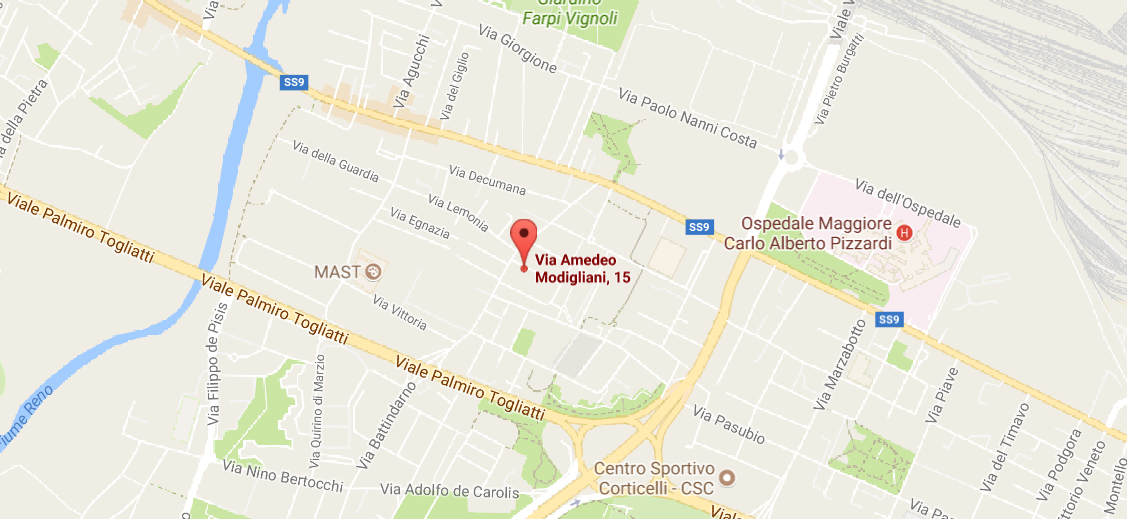 Giardino
Farpi Vignoli
Via Giorgione
Via Agucchi
Via del Giglio
SS9
Via Paolo Nanni Costa
Via Pietro Burgatti
della Pietra
Via della Guardia
Via Decumana
Via dell'Ospedale
Viale Palmiro Togliatti
Via Lemonia
Via Egnazia
SS9
Ospedale Maggiore
Carlo Alberto Pizzardi
H
Via Amedeo
Modigliani, 15
MAST
Viale Palmiro Togliatti
Via Vittoria
SS9
Via Filippo de Pisis
Via Quirino di Marzio
Via Battindarno
Viale Palmiro Togliatti
Via Marzabotto
Via Piave
Via Pasubio
Via del Timavo
Via Podgora
Vittorio Veneto
Fiume Reno
Via Nino Bertocchi
Via Adolfo de Carolis
Centro Sportivo
Corticelli - CSC
Via